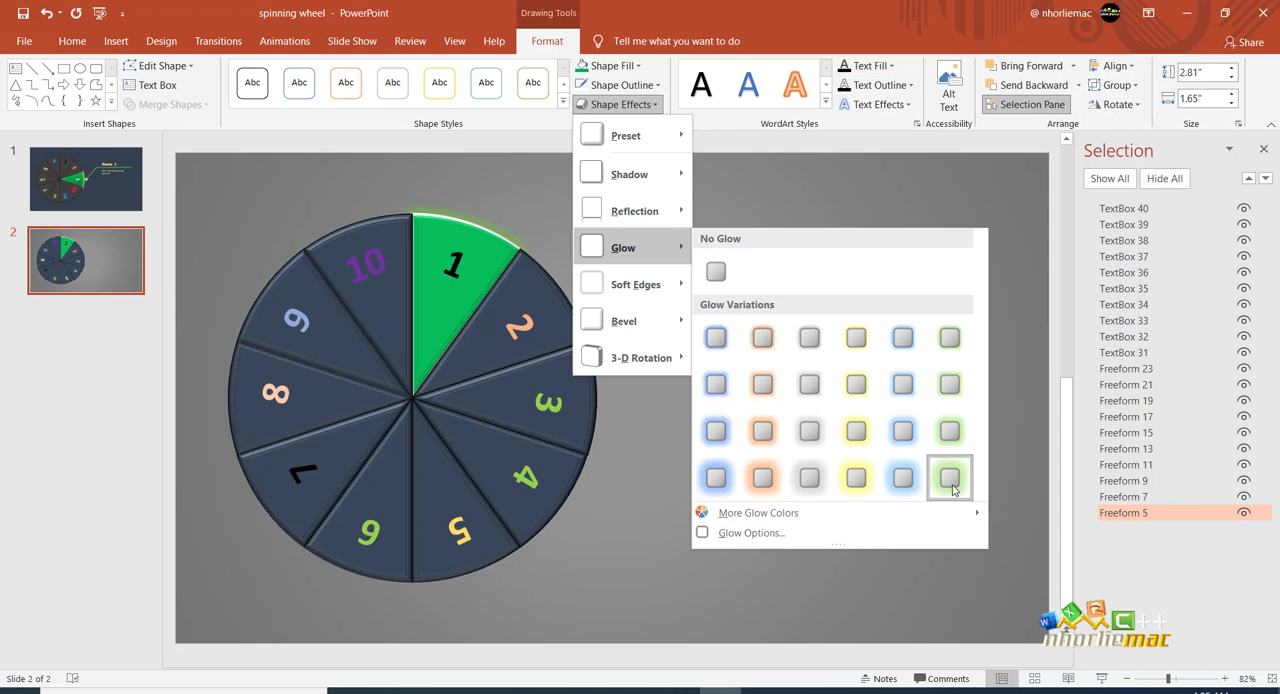 spinning wheel - PowerPoint
Drawing Tools
@ nhorliemac
File Home Insert Design Transitions Animations Slide Show Review View Help Format Tell me what you want to do Share
Edit Shape
Text Box
Merge Shapes
Insert Shapes
Abc Abc Abc Abc Abc Abc Abc
Shape Styles
Shape Fill
Shape Outline
Shape Effects
A A A
WordArt Styles
Text Fill
Text Outline
Text Effects
Alt
Text
Accessibility
Bring Forward
Send Backward
Selection Pane
Align
Group
Rotate
Arrange
2.81"
1.65"
Size
1
2
Preset
Shadow
Reflection
Glow
Soft Edges
Bevel
3-D Rotation
No Glow
Glow Variations
More Glow Colors
Glow Options...
1
2
3
4
5
6
7
8
9
10
Selection
Show All Hide All
TextBox 40
TextBox 39
TextBox 38
TextBox 37
TextBox 36
TextBox 35
TextBox 34
TextBox 33
TextBox 32
TextBox 31
Freeform 23
Freeform 21
Freeform 19
Freeform 17
Freeform 15
Freeform 13
Freeform 11
Freeform 9
Freeform 7
Freeform 5
C++
nhorliemac
Slide 2 of 2
Notes Comments 82%